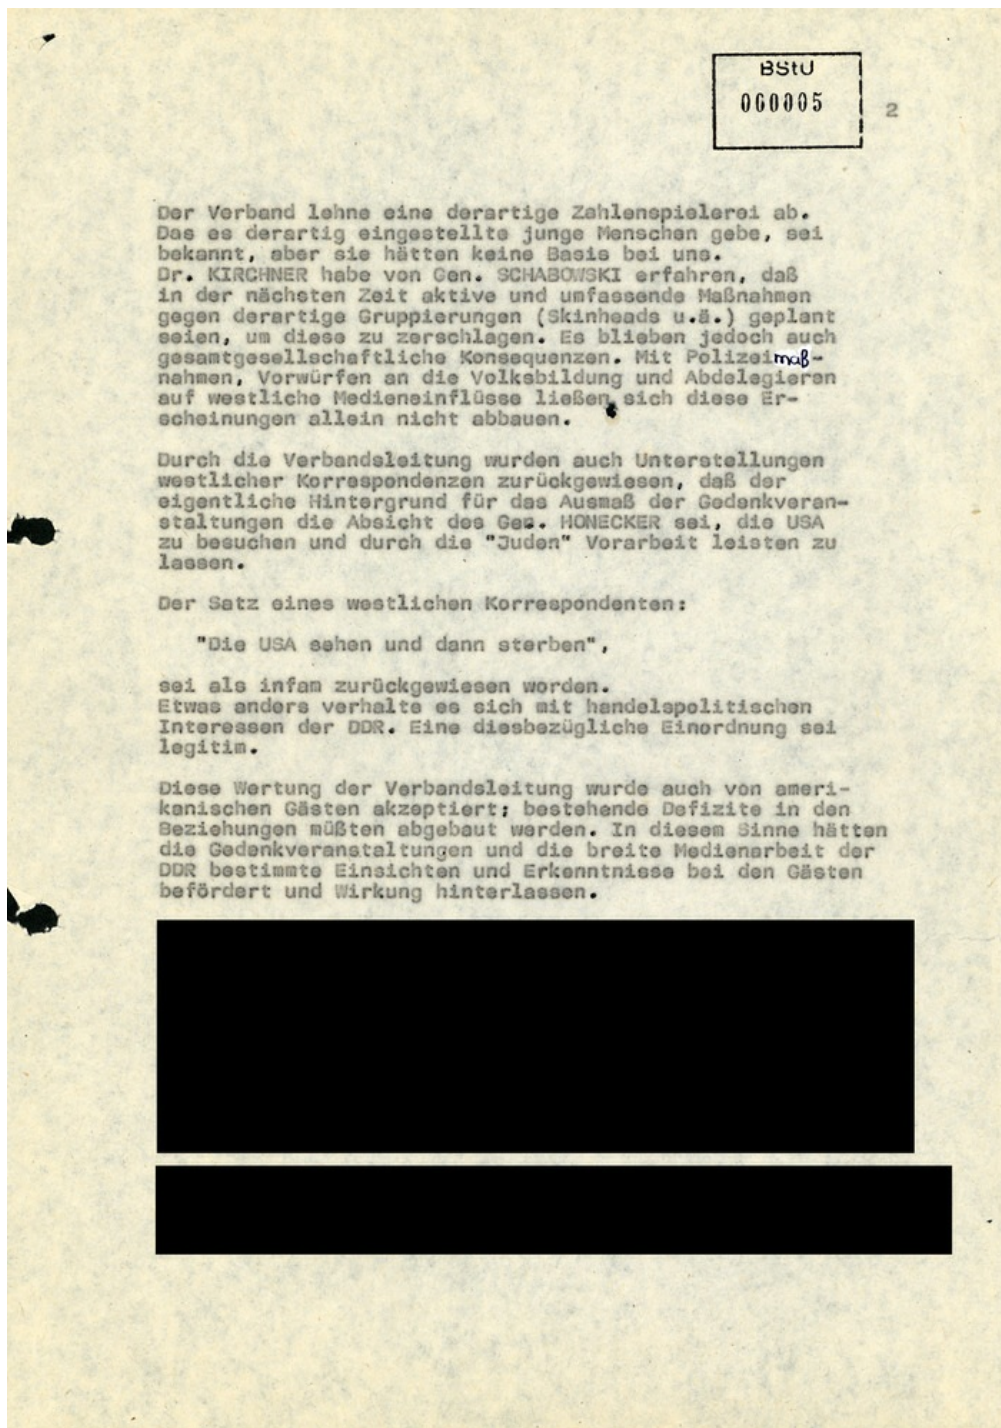 BStU
000005
2
Der Verband lehne eine derartige Zahlenspielerei ab.
Das es derartig eingestellte junge Menschen gebe, sei
bekannt, aber sie hätten keine Basis bei uns.
Dr. KIRCHNER habe von Gen. SCHABOWSKI erfahren, daß
in der nächsten Zeit aktive und umfassende Maßnahmen
gegen derartige Gruppierungen (Skinheads u.ä.) geplant
seien, um diese zu zerschlagen. Es blieben jedoch auch
gesamtgesellschaftliche Konsequenzen. Mit Polizeimaß-
nahmen, Vorwürfen an die Volksbildung und Abdelegieren
auf westliche Medieneinflüsse ließen sich diese Er-
scheinungen allein nicht abbauen.
Durch die Verbandsleitung wurden auch Unterstellungen
westlicher Korrespondenzen zurückgewiesen, daß der
eigentliche Hintergrund für das Ausmaß der Gedenkveran-
staltungen die Absicht des Gen. HONECKER sei, die USA
zu besuchen und durch die "Juden" Vorarbeit leisten zu
lassen.
Der Satz eines westlichen Korrespondenten:
"Die USA sehen und dann sterben",
sei als infam zurückgewiesen worden.
Etwas anders verhalte es sich mit handelspolitischen
Interessen der DDR. Eine diesbezügliche Einordnung sei
legitim.
Diese Wertung der Verbandsleitung wurde auch von ameri-
kanischen Gästen akzeptiert; bestehende Defizite in den
Beziehungen müßten abgebaut werden. In diesem Sinne hätten
die Gedenkveranstaltungen und die breite Medienarbeit der
DDR bestimmte Einsichten und Erkenntnisse bei den Gästen
befördert und Wirkung hinterlassen.